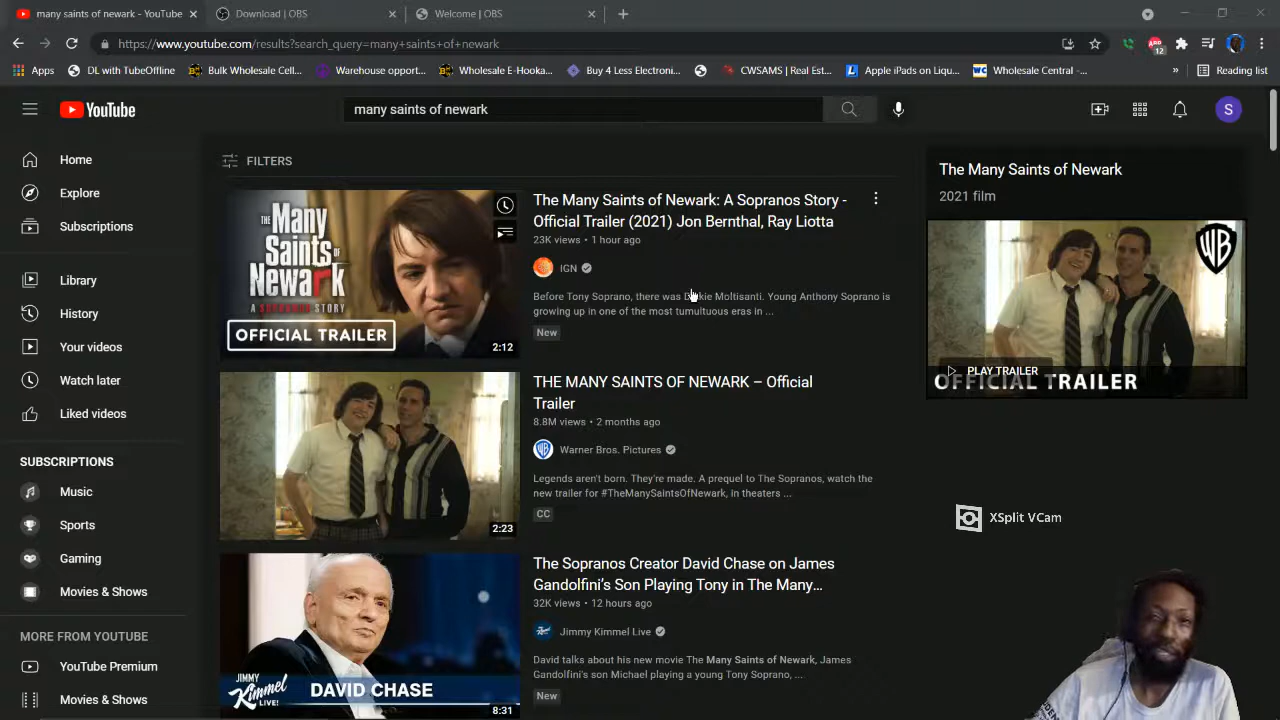 many saints of newark - YouTube
Download | OBS
Welcome | OBS
https://www.youtube.com/results?search_query=many+saints+of+newark
12
Apps
DL with TubeOffline
Bulk Wholesale Cell...
Warehouse opport...
Wholesale E-Hooka...
Buy 4 Less Electroni...
CWSAMS | Real Est...
Apple iPads on Liqu...
WC
Wholesale Central -...
»
Reading list
YouTube
many saints of newark
S
Home
Explore
Subscriptions
Library
History
Your videos
Watch later
Liked videos
SUBSCRIPTIONS
Music
Sports
Gaming
Movies & Shows
MORE FROM YOUTUBE
YouTube Premium
Movies & Shows
FILTERS
THE
Many
Saints OF
Newark
A SOPRANOS STORY
OFFICIAL TRAILER
2:12
The Many Saints of Newark: A Sopranos Story -
Official Trailer (2021) Jon Bernthal, Ray Liotta
23K views • 1 hour ago
IGN
Before Tony Soprano, there was Dickie Moltisanti. Young Anthony Soprano is
growing up in one of the most tumultuous eras in ...
New
2:23
THE MANY SAINTS OF NEWARK – Official
Trailer
8.8M views • 2 months ago
WB
Warner Bros. Pictures
Legends aren't born. They're made. A prequel to The Sopranos, watch the
new trailer for #TheManySaintsOfNewark, in theaters ...
CC
JIMMY
Kimmel
LIVE!
DAVID CHASE
8:31
The Sopranos Creator David Chase on James
Gandolfini's Son Playing Tony in The Many...
32K views • 12 hours ago
Jimmy Kimmel Live
David talks about his new movie The Many Saints of Newark, James
Gandolfini's son Michael playing a young Tony Soprano, ...
New
The Many Saints of Newark
2021 film
WB
PLAY TRAILER
OFFICIAL TRAILER
XSplit VCam